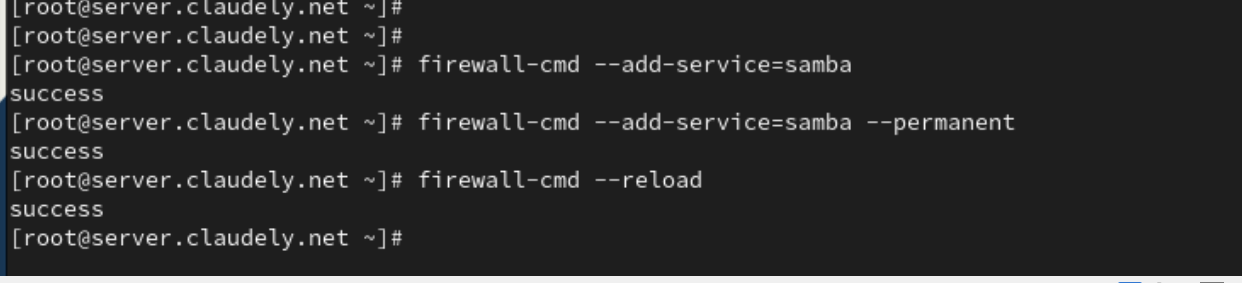 [root@server.claudely.net ~]#
[root@server.claudely.net ~]#
[root@server.claudely.net ~]# firewall-cmd --add-service=samba
success
[root@server.claudely.net ~]# firewall-cmd --add-service=samba --permanent
success
[root@server.claudely.net ~]# firewall-cmd --reload
success
[root@server.claudely.net ~]#